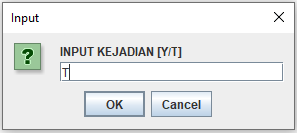 Input
INPUT KEJADIAN [Y/T]
T
OK Cancel